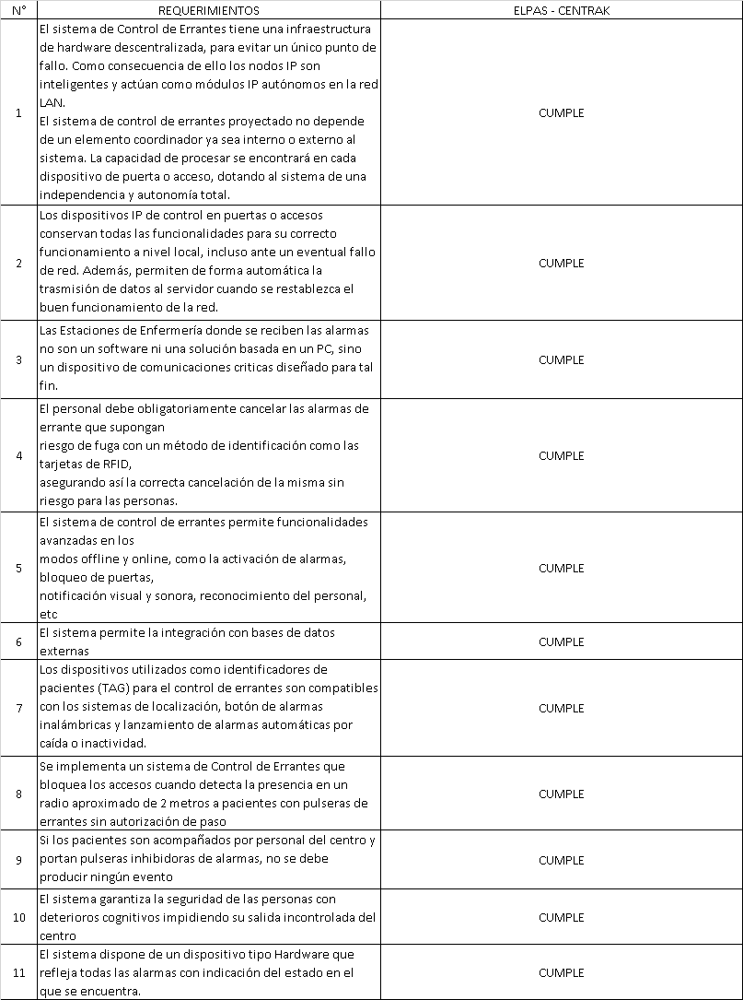 N° REQUERIMIENTOS ELPAS - CENTRAK
El sistema de Control de Errantes tiene una infraestructura
de hardware descentralizada, para evitar un único punto de
fallo. Como consecuencia de ello los nodos IP son
inteligentes y actúan como módulos IP autónomos en la red
LAN.
1 CUMPLE
El sistema de control de errantes proyectado no depende
de un elemento coordinador ya sea interno o externo al
sistema. La capacidad de procesar se encontrará en cada
dispositivo de puerta o acceso, dotando al sistema de una
independencia y autonomía total.
Los dispositivos IP de control en puertas o accesos
conservan todas las funcionalidades para su correcto
2 funcionamiento a nivel local, incluso ante un eventual fallo CUMPLE
de red. Además, permiten de forma automática la
trasmisión de datos al servidor cuando se restablezca el
buen funcionamiento de la red.
Las Estaciones de Enfermería donde se reciben las alarmas
no son un software ni una solución basada en un PC, sino
3 CUMPLE
un dispositivo de comunicaciones criticas diseñado para tal
fin.
El personal debe obligatoriamente cancelar las alarmas de
errante que supongan
riesgo de fuga con un método de identificación como las
4 CUMPLE
tarjetas de RFID,
asegurando así la correcta cancelación de la misma sin
riesgo para las personas.
El sistema de control de errantes permite funcionalidades
avanzadas en los
modos offline y online, como la activación de alarmas,
5 CUMPLE
bloqueo de puertas,
notificación visual y sonora, reconocimiento del personal,
etc
El sistema permite la integración con bases de datos
6 CUMPLE
externas
Los dispositivos utilizados como identificadores de
pacientes (TAG) para el control de errantes son compatibles
7 con los sistemas de localización, botón de alarmas CUMPLE
inalámbricas y lanzamiento de alarmas automáticas por
caída o inactividad.
Se implementa un sistema de Control de Errantes que
bloquea los accesos cuando detecta la presencia en un
8 CUMPLE
radio aproximado de 2 metros a pacientes con pulseras de
errantes sin autorización de paso
Si los pacientes son acompañados por personal del centro y
9 portan pulseras inhibidoras de alarmas, no se debe CUMPLE
producir ningún evento
El sistema garantiza la seguridad de las personas con
10 deterioros cognitivos impidiendo su salida incontrolada del CUMPLE
centro
El sistema dispone de un dispositivo tipo Hardware que
11 refleja todas las alarmas con indicación del estado en el CUMPLE
que se encuentra.